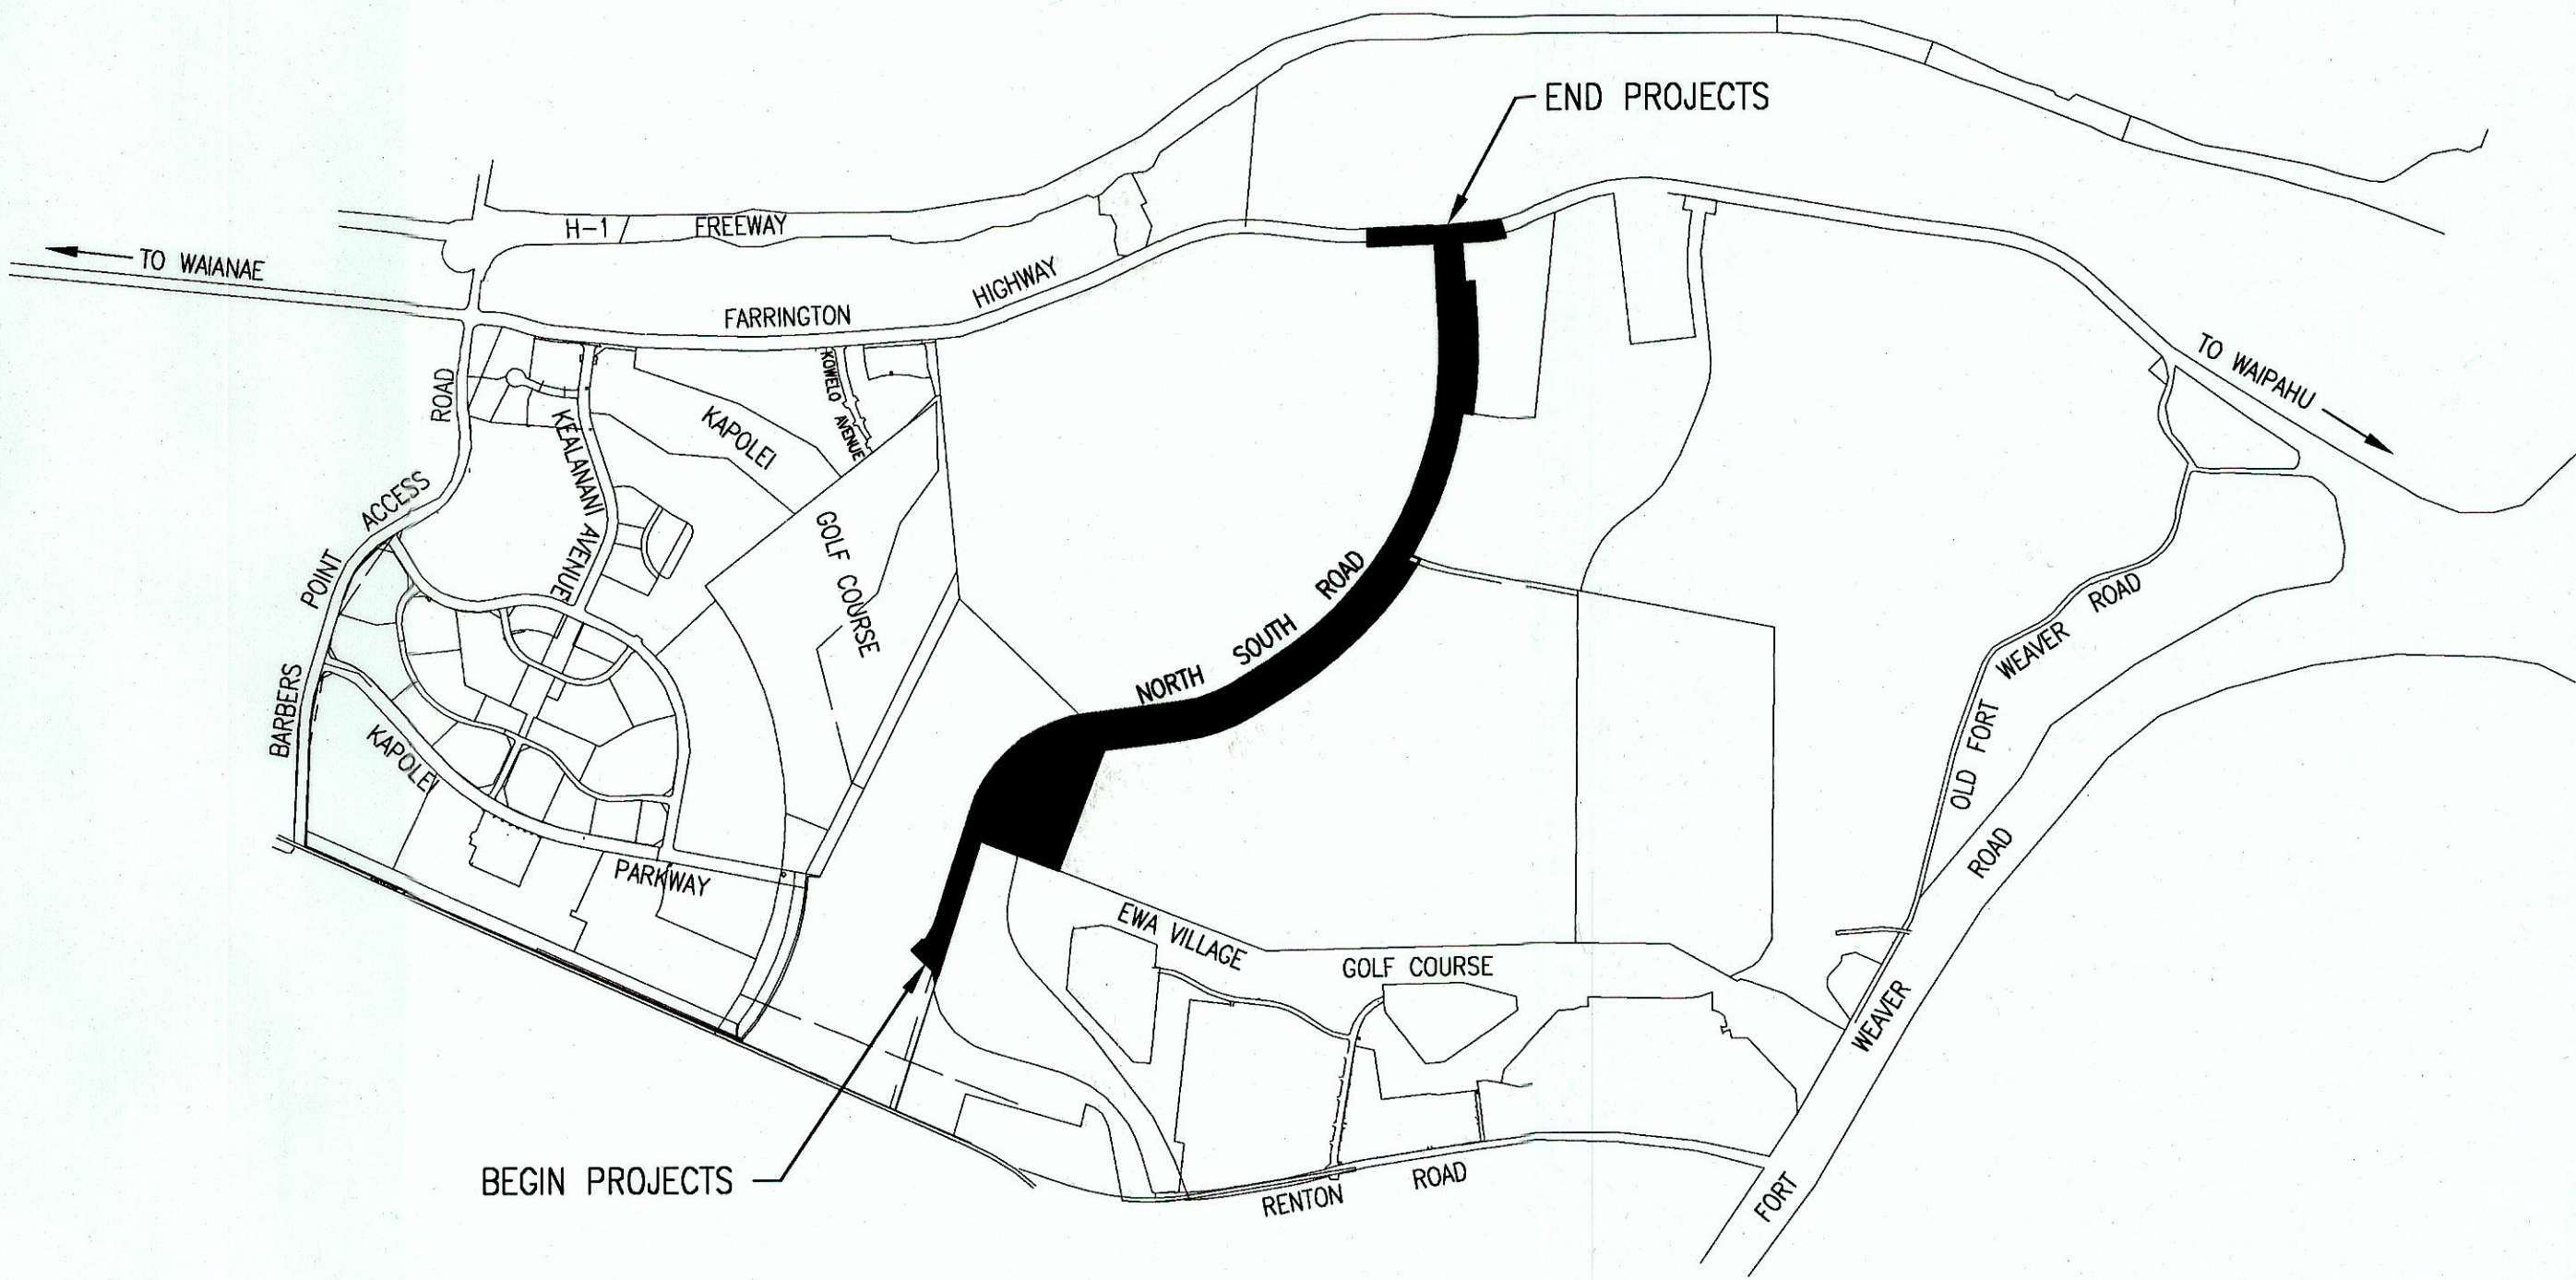 END PROJECTS
H-1 FREEWAY
TO WAIANAE
FARRINGTON HIGHWAY
TO WAIPAHU
KOWELO AVENUE
KEALANANI AVENUE
KAPOLEI
GOLF COURSE
BARBERS POINT ACCESS ROAD
NORTH SOUTH ROAD
OLD FORT WEAVER ROAD
KAPOLEI PARKWAY
EWA VILLAGE GOLF COURSE
FORT WEAVER ROAD
BEGIN PROJECTS
RENTON ROAD